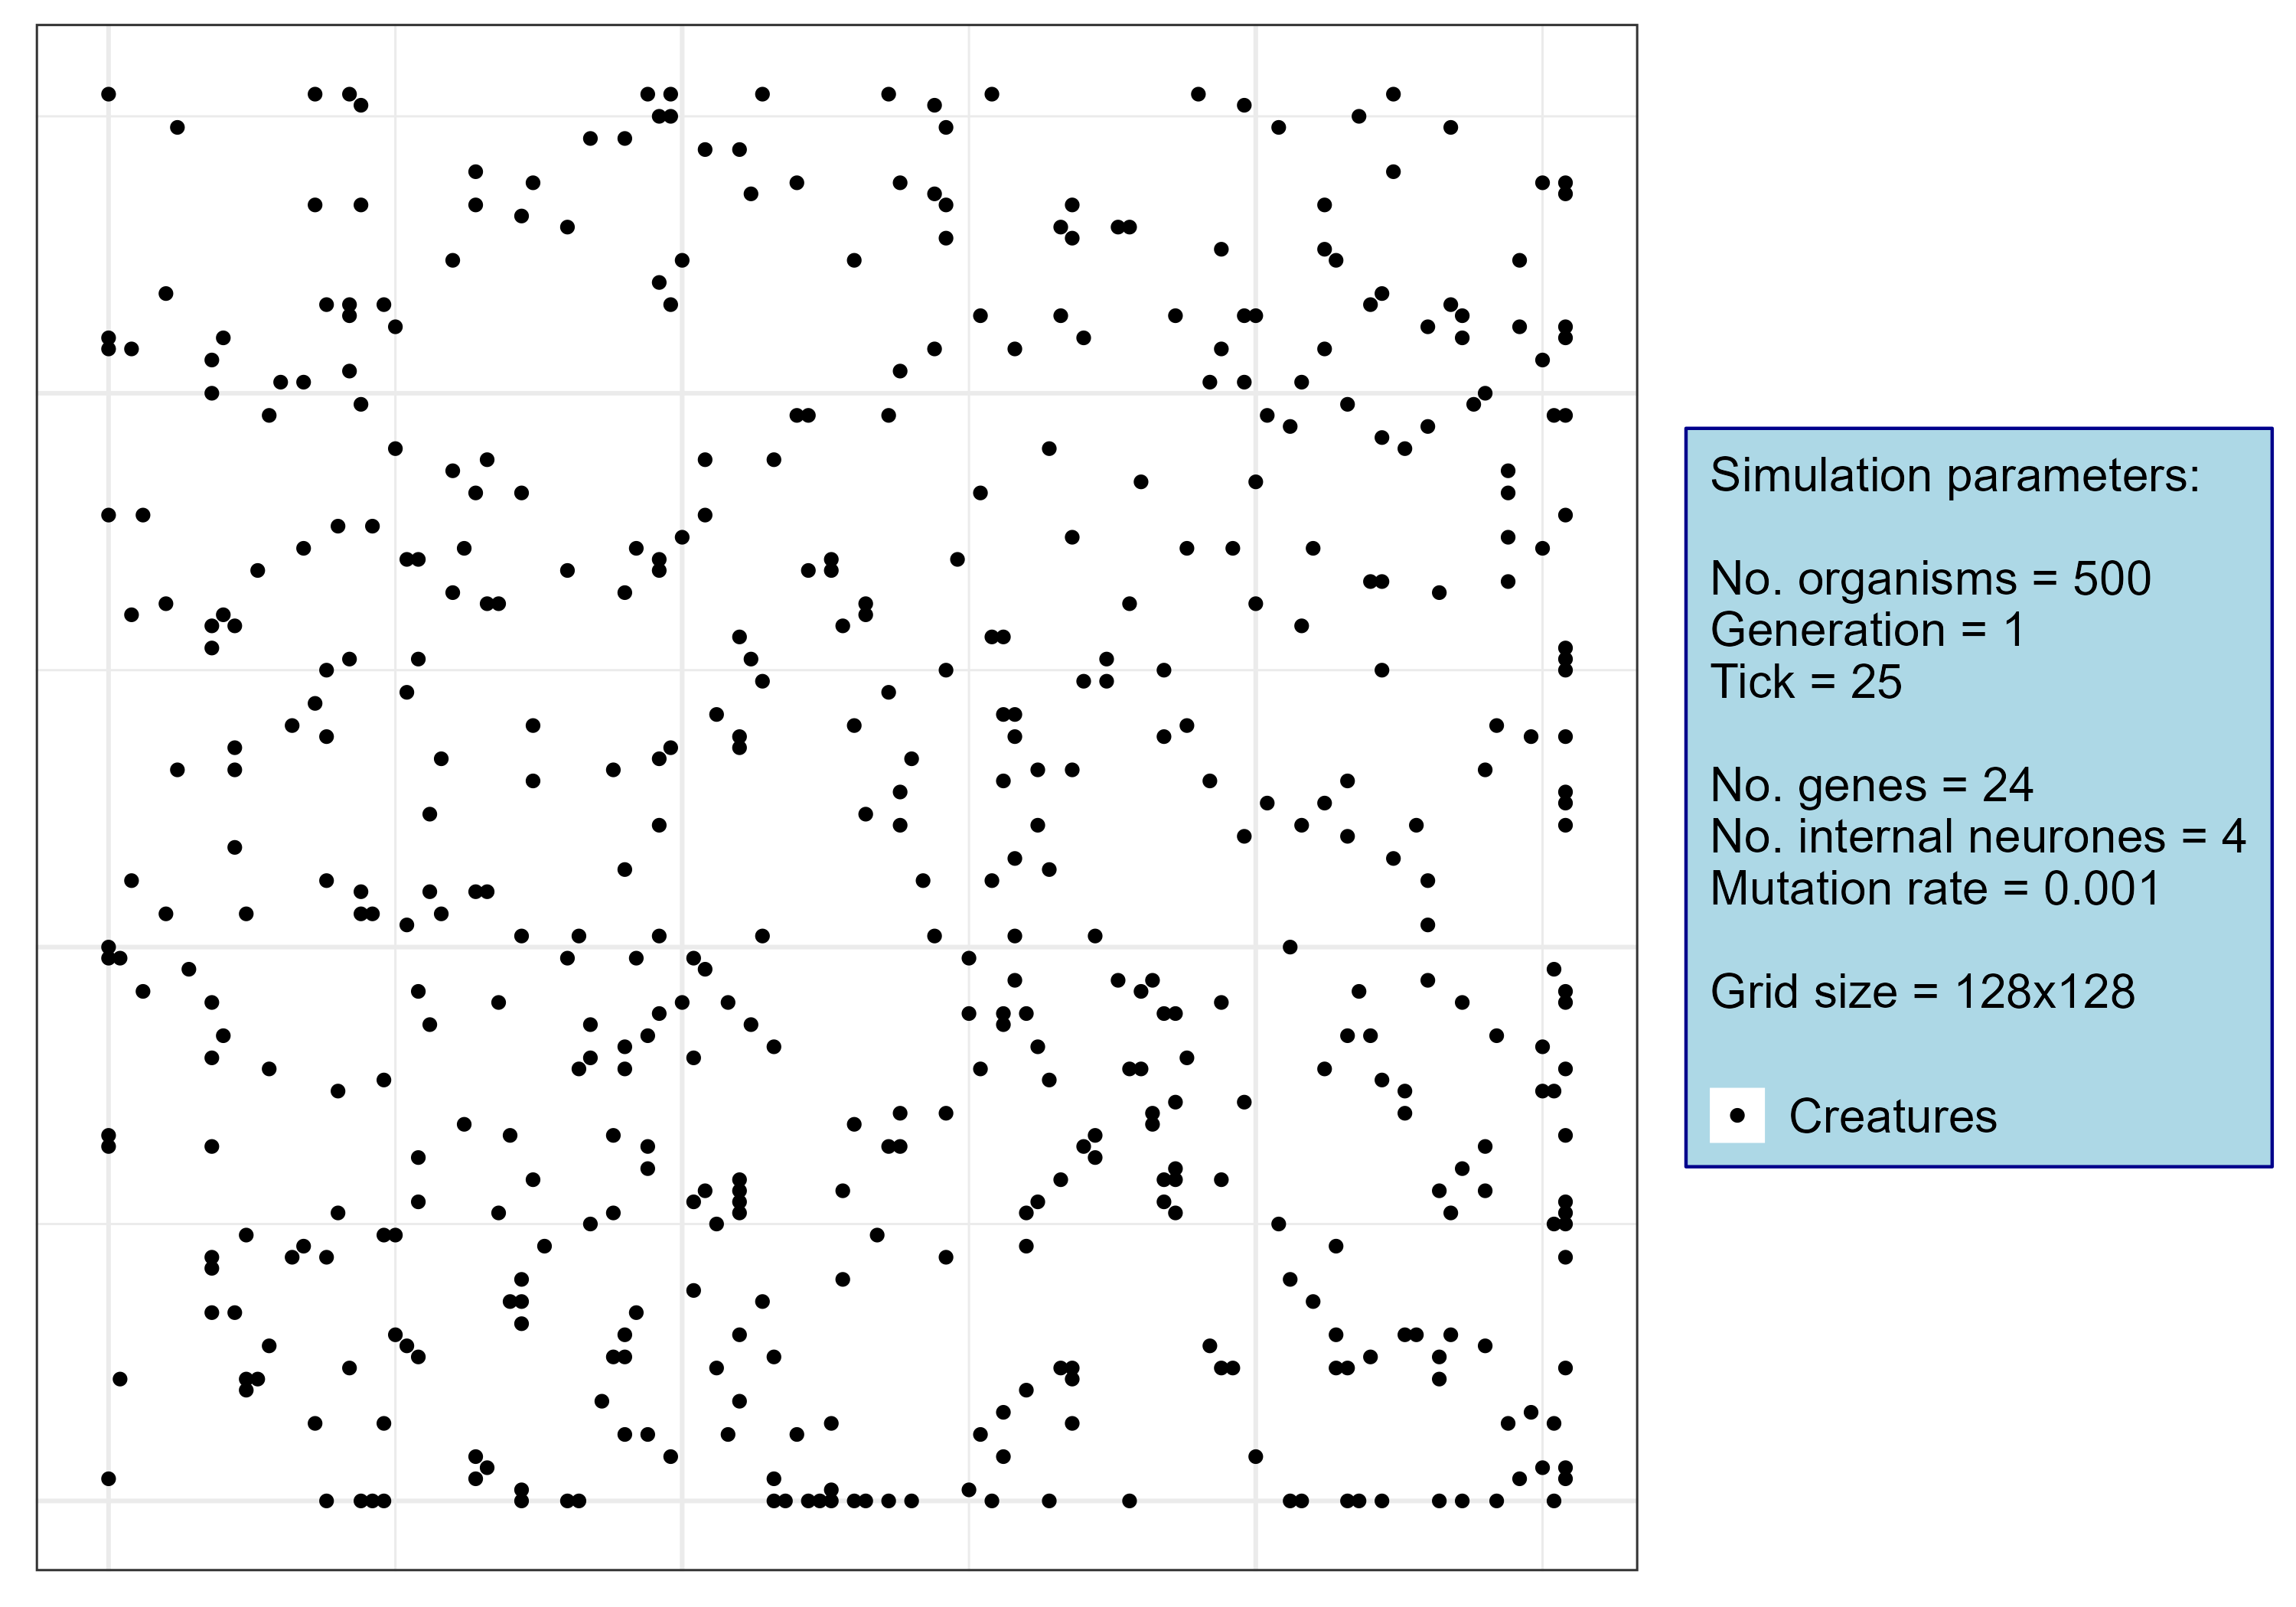 Simulation parameters:
No. organisms = 500
Generation = 1
Tick = 25
No. genes = 24
No. internal neurones = 4
Mutation rate = 0.001
Grid size = 128x128
Creatures